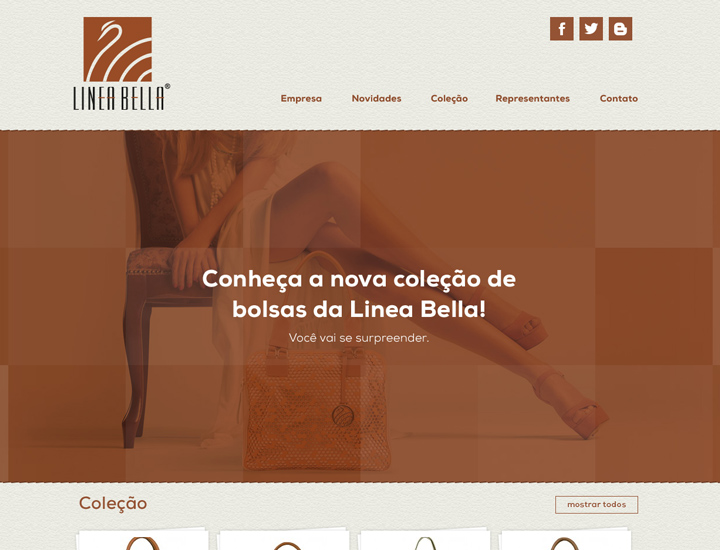 LINEA BELLA®
Empresa Novidades Coleção Representantes Contato
Conheça a nova coleção de
bolsas da Linea Bella!
Você vai se surpreender.
Coleção
mostrar todos